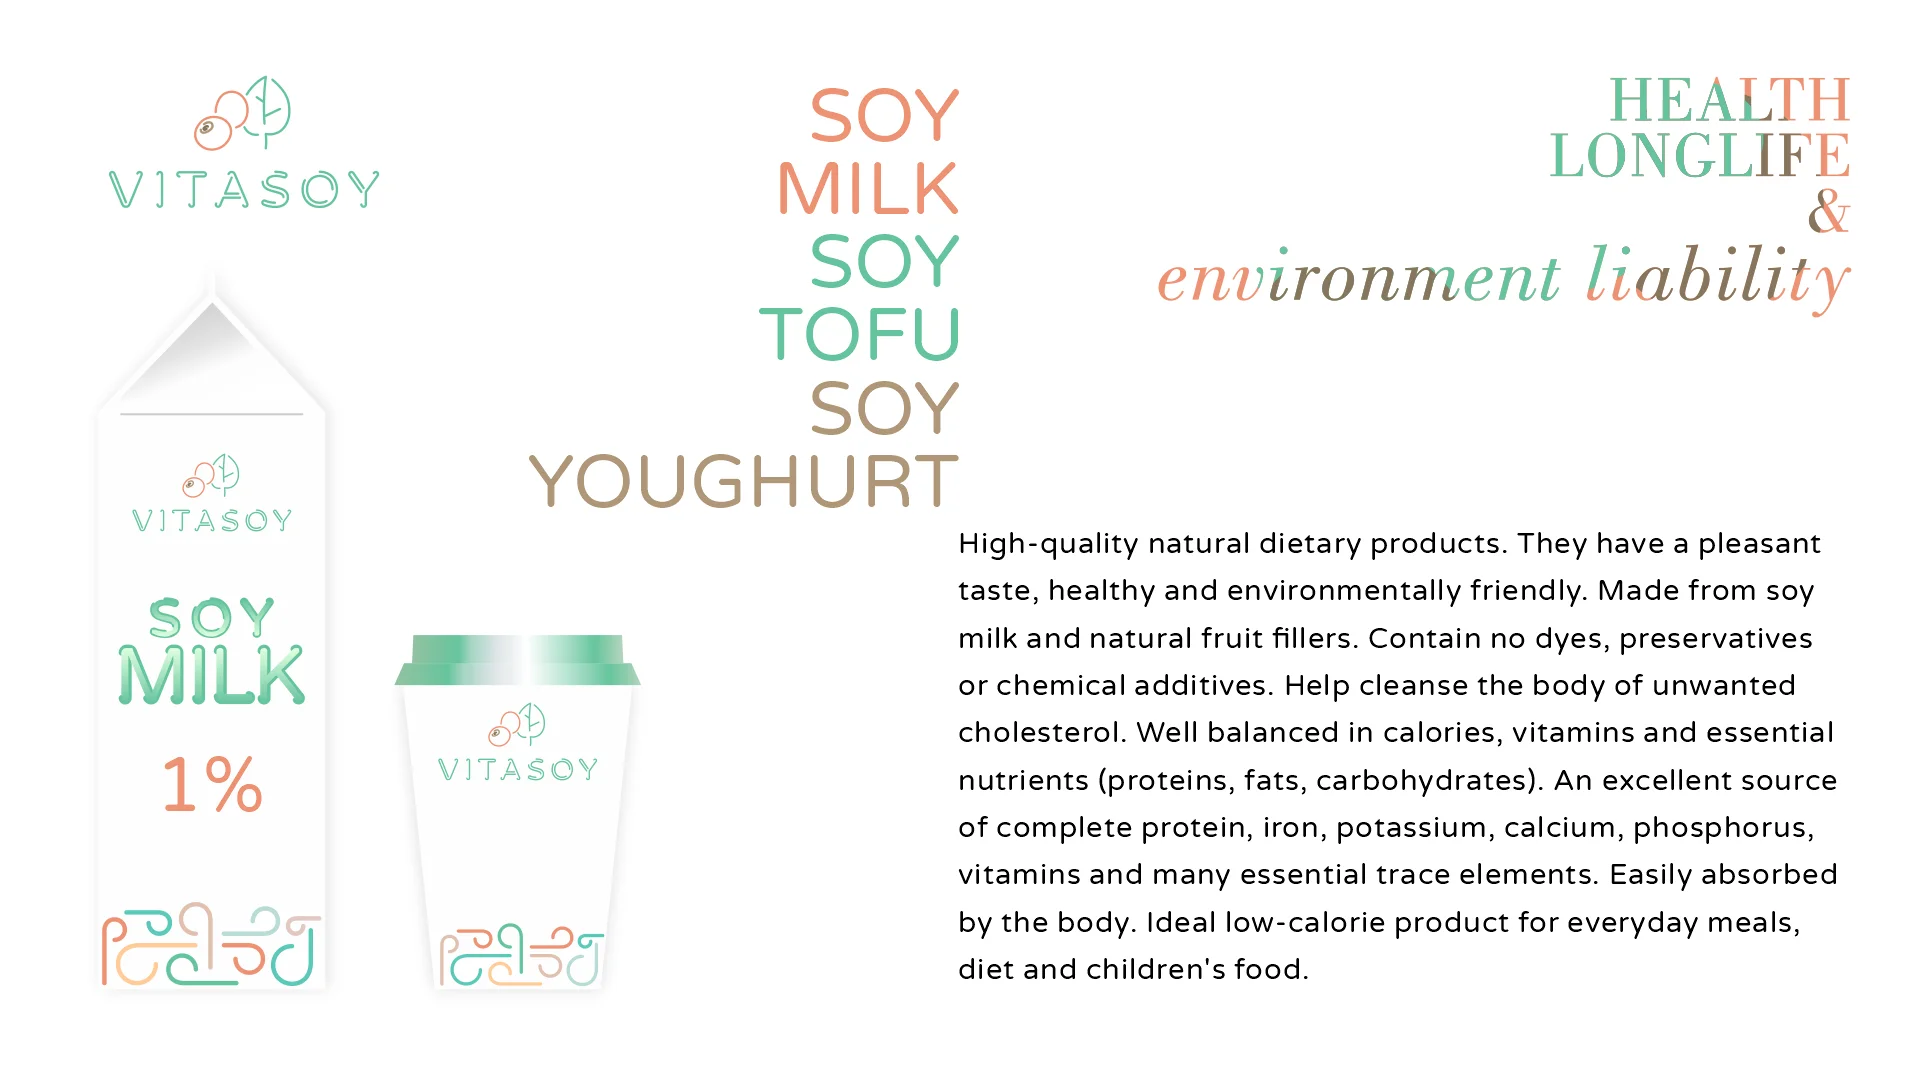 VITASOY
SOY
MILK
SOY
TOFU
SOY
YOUGHURT
HEALTH
LONGLIFE
&
environment liability
VITASOY
SOY
MILK
1%
VITASOY
High-quality natural dietary products. They have a pleasant
taste, healthy and environmentally friendly. Made from soy
milk and natural fruit fillers. Contain no dyes, preservatives
or chemical additives. Help cleanse the body of unwanted
cholesterol. Well balanced in calories, vitamins and essential
nutrients (proteins, fats, carbohydrates). An excellent source
of complete protein, iron, potassium, calcium, phosphorus,
vitamins and many essential trace elements. Easily absorbed
by the body. Ideal low-calorie product for everyday meals,
diet and children's food.